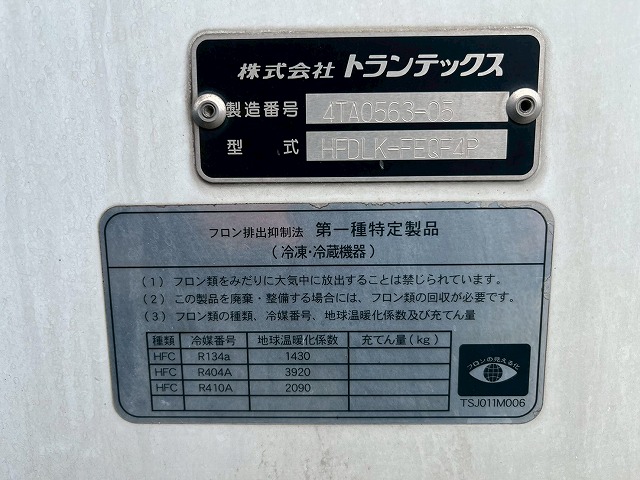 株式会社 トランテックス
製造番号 4TA0563-05
型式 HFDLK-FEQF4P
フロン排出抑制法 第一種特定製品
(冷凍・冷蔵機器)
(1) フロン類をみだりに大気中に放出することは禁じられています。
(2) この製品を廃棄・整備する場合には、フロン類の回収が必要です。
(3) フロン類の種類、冷媒番号、地球温暖化係数及び充てん量
種類 冷媒番号 地球温暖化係数 充てん量(kg)
HFC R134a 1430
HFC R404A 3920
HFC R410A 2090
フロンの見える化
TSJ011M006